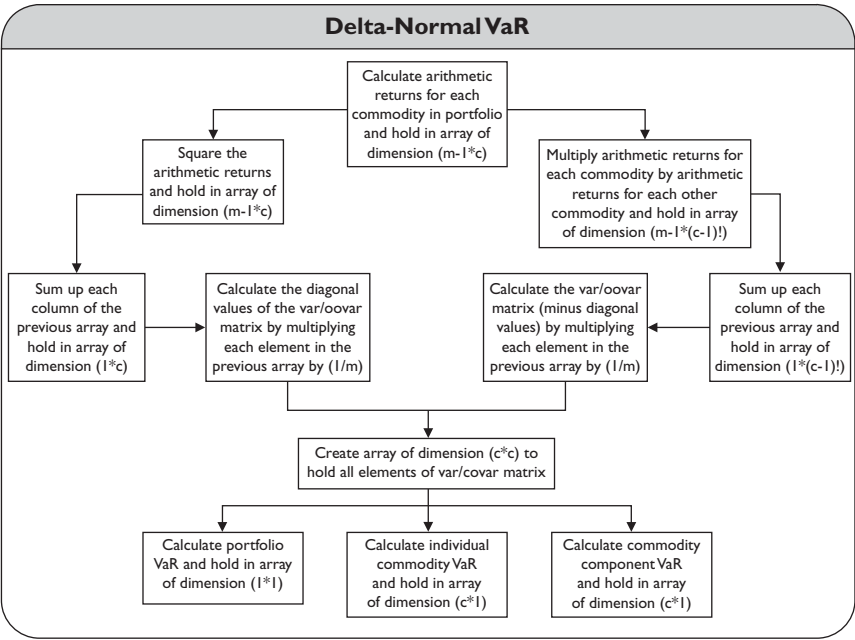 Delta-Normal VaR
Calculate arithmetic
returns for each
commodity in portfolio
and hold in array of
dimension (m-1*c)
Square the
arithmetic returns
and hold in array of
dimension (m-1*c)
Multiply arithmetic returns for
each commodity by arithmetic
returns for each other
commodity and hold in array
of dimension (m-1*(c-1)!)
Sum up each
column of the
previous array and
hold in array of
dimension (1*c)
Calculate the diagonal
values of the var/oovar
matrix by multiplying
each element in the
previous array by (1/m)
Calculate the var/oovar
matrix (minus diagonal
values) by multiplying
each element in the
previous array by (1/m)
Sum up each
column of the
previous array and
hold in array of
dimension (1*(c-1)!)
Create array of dimension (c*c) to
hold all elements of var/covar matrix
Calculate portfolio
VaR and hold in array
of dimension (1*1)
Calculate individual
commodity VaR
and hold in array
of dimension (c*1)
Calculate commodity
component VaR
and hold in array
of dimension (c*1)